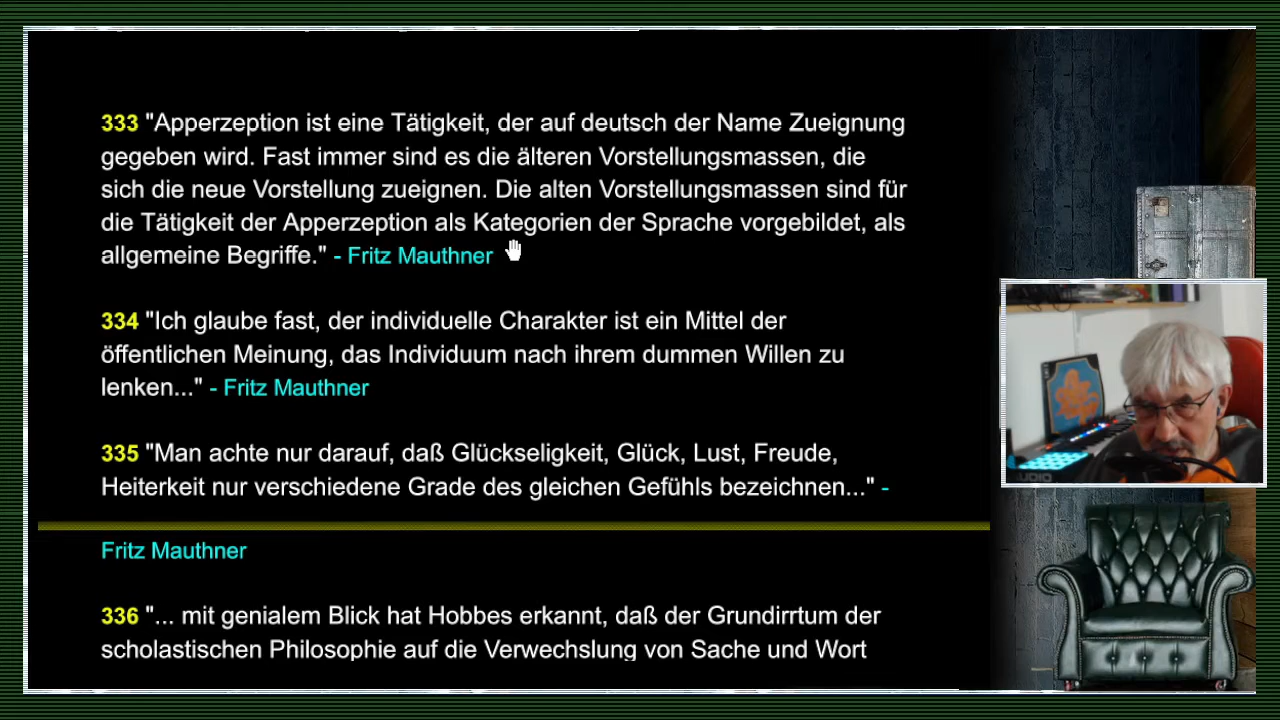 333 "Apperzeption ist eine Tätigkeit, der auf deutsch der Name Zueignung
gegeben wird. Fast immer sind es die älteren Vorstellungsmassen, die
sich die neue Vorstellung zueignen. Die alten Vorstellungsmassen sind für
die Tätigkeit der Apperzeption als Kategorien der Sprache vorgebildet, als
allgemeine Begriffe." - Fritz Mauthner
334 "Ich glaube fast, der individuelle Charakter ist ein Mittel der
öffentlichen Meinung, das Individuum nach ihrem dummen Willen zu
lenken..." - Fritz Mauthner
335 "Man achte nur darauf, daß Glückseligkeit, Glück, Lust, Freude,
Heiterkeit nur verschiedene Grade des gleichen Gefühls bezeichnen..." -
Fritz Mauthner
336 "... mit genialem Blick hat Hobbes erkannt, daß der Grundirrtum der
scholastischen Philosophie auf die Verwechslung von Sache und Wort